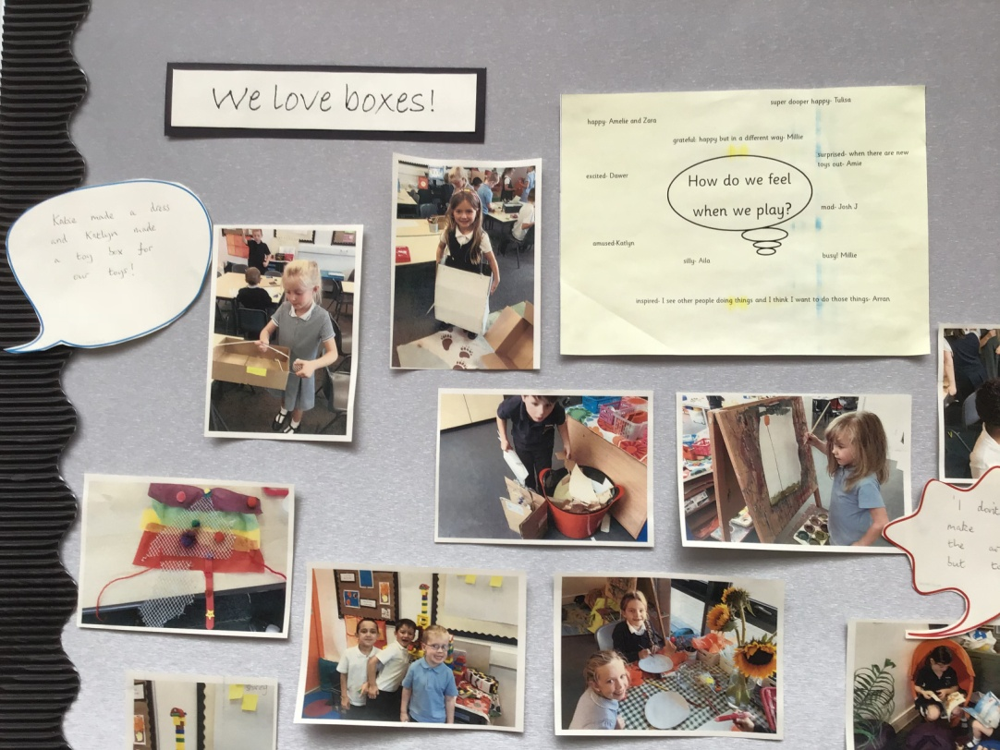 We love boxes!
super dooper happy- Tulisa
happy- Amelie and Zara
grateful: happy but in a different way- Millie
surprised- when there are new
toys out- Amie
excited- Dawer
How do we feel
when we play?
mad- Josh J
amused-Katlyn
silly- Aila
busy! Millie
inspired- I see other people doing things and I think I want to do those things- Arran
Katie made a dress
and Katlyn made
a toy box for
our toys!
'I don't
make
the
but